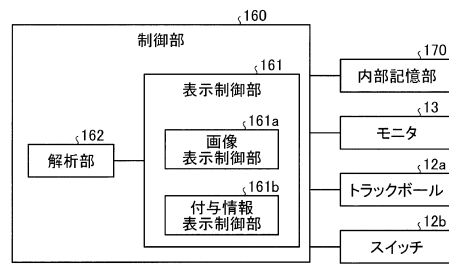 160
制御部
161
表示制御部
161a
画像
表示制御部
161b
付与情報
表示制御部
162
解析部
170
内部記憶部
13
モニタ
12a
トラックボール
12b
スイッチ